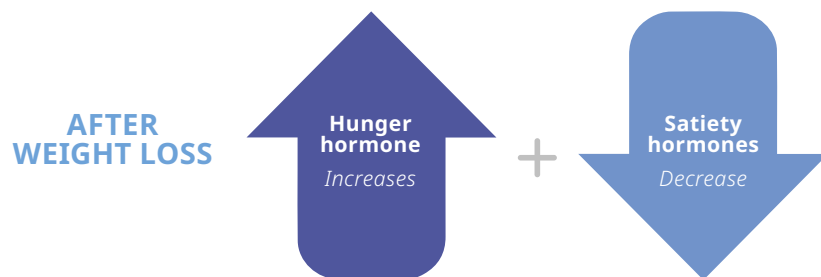 AFTER
WEIGHT LOSS
Hunger
hormone
Increases
+
Satiety
hormones
Decrease